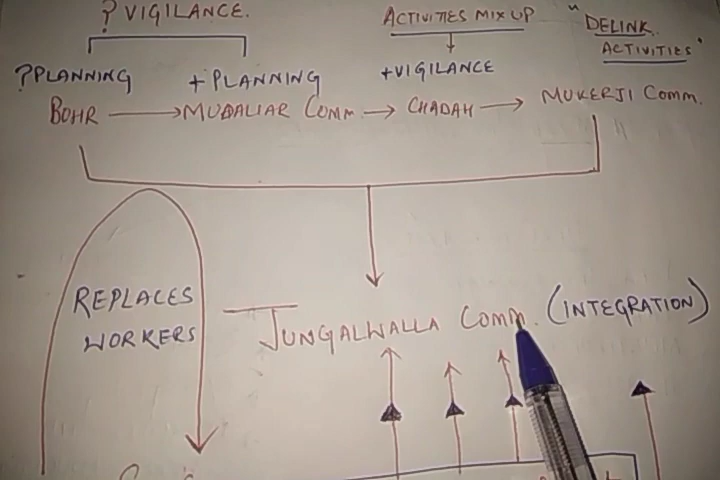 ? VIGILANCE.
ACTIVITIES MIX UP
"DELINK
ACTIVITIES"
? PLANNING
+ PLANNING
+VIGILANCE
BOHR → MUDALIAR COMM → CHADAH → MUKERJI COMM.
REPLACES
WORKERS
JUNGALWALLA COMM. (INTEGRATION)